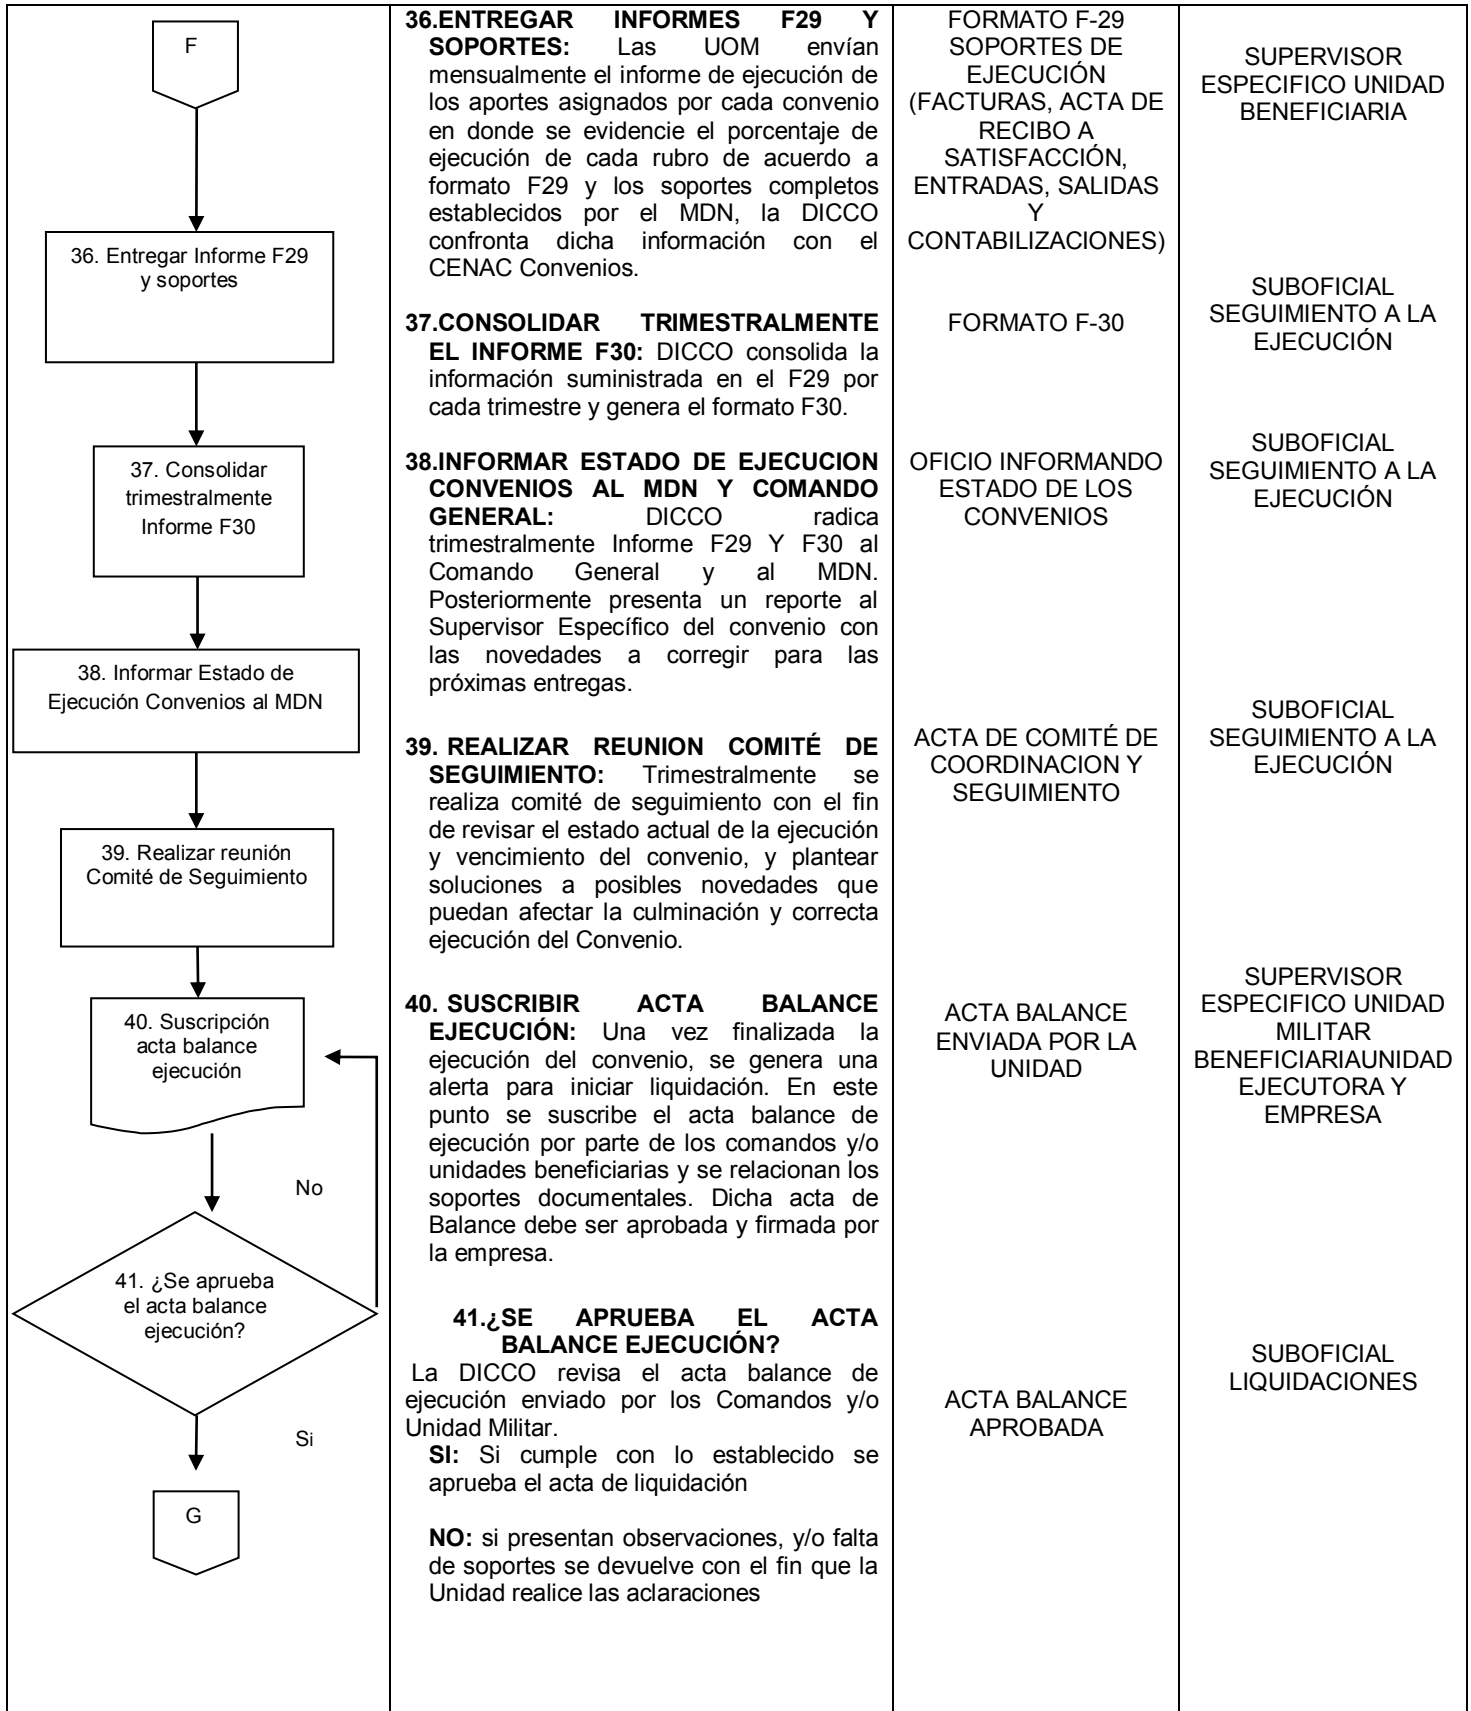 F
36. Entregar Informe F29
y soportes
37. Consolidar
trimestralmente
Informe F30
38. Informar Estado de
Ejecución Convenios al MDN
39. Realizar reunión
Comité de Seguimiento
40. Suscripción
acta balance
ejecución
No
41. ¿Se aprueba
el acta balance
ejecución?
Si
G
36.ENTREGAR INFORMES F29 Y
SOPORTES: Las UOM envían
mensualmente el informe de ejecución de
los aportes asignados por cada convenio
en donde se evidencie el porcentaje de
ejecución de cada rubro de acuerdo a
formato F29 y los soportes completos
establecidos por el MDN, la DICCO
confronta dicha información con el
CENAC Convenios.
37.CONSOLIDAR TRIMESTRALMENTE
EL INFORME F30: DICCO consolida la
información suministrada en el F29 por
cada trimestre y genera el formato F30.
38.INFORMAR ESTADO DE EJECUCION
CONVENIOS AL MDN Y COMANDO
GENERAL: DICCO radica
trimestralmente Informe F29 Y F30 al
Comando General y al MDN.
Posteriormente presenta un reporte al
Supervisor Específico del convenio con
las novedades a corregir para las
próximas entregas.
39. REALIZAR REUNION COMITÉ DE
SEGUIMIENTO: Trimestralmente se
realiza comité de seguimiento con el fin
de revisar el estado actual de la ejecución
y vencimiento del convenio, y plantear
soluciones a posibles novedades que
puedan afectar la culminación y correcta
ejecución del Convenio.
40. SUSCRIBIR ACTA BALANCE
EJECUCIÓN: Una vez finalizada la
ejecución del convenio, se genera una
alerta para iniciar liquidación. En este
punto se suscribe el acta balance de
ejecución por parte de los comandos y/o
unidades beneficiarias y se relacionan los
soportes documentales. Dicha acta de
Balance debe ser aprobada y firmada por
la empresa.
41.¿SE APRUEBA EL ACTA
BALANCE EJECUCIÓN?
La DICCO revisa el acta balance de
ejecución enviado por los Comandos y/o
Unidad Militar.
SI: Si cumple con lo establecido se
aprueba el acta de liquidación
NO: si presentan observaciones, y/o falta
de soportes se devuelve con el fin que la
Unidad realice las aclaraciones
FORMATO F-29
SOPORTES DE
EJECUCIÓN
(FACTURAS, ACTA DE
RECIBO A
SATISFACCIÓN,
ENTRADAS, SALIDAS
Y
CONTABILIZACIONES)
FORMATO F-30
OFICIO INFORMANDO
ESTADO DE LOS
CONVENIOS
ACTA DE COMITÉ DE
COORDINACION Y
SEGUIMIENTO
ACTA BALANCE
ENVIADA POR LA
UNIDAD
ACTA BALANCE
APROBADA
SUPERVISOR
ESPECIFICO UNIDAD
BENEFICIARIA
SUBOFICIAL
SEGUIMIENTO A LA
EJECUCIÓN
SUBOFICIAL
SEGUIMIENTO A LA
EJECUCIÓN
SUBOFICIAL
SEGUIMIENTO A LA
EJECUCIÓN
SUPERVISOR
ESPECIFICO UNIDAD
MILITAR
BENEFICIARIAUNIDAD
EJECUTORA Y
EMPRESA
SUBOFICIAL
LIQUIDACIONES